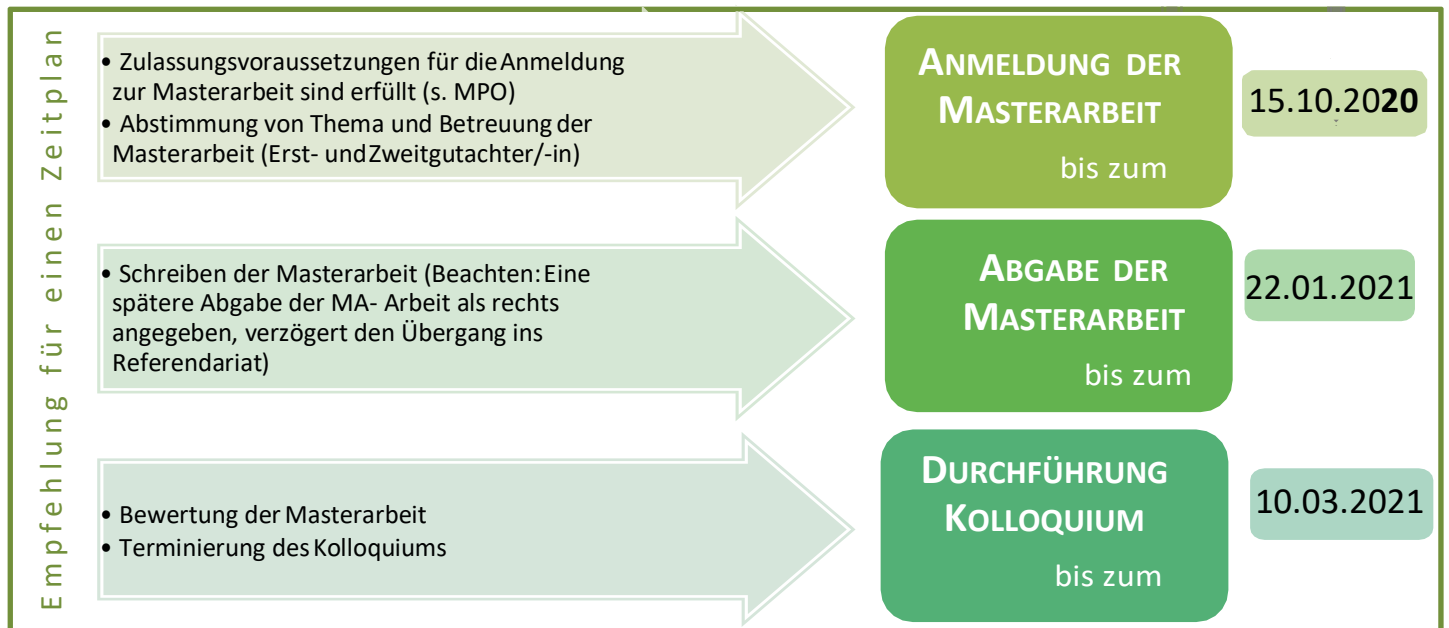 Empfehlung für einen Zeitplan
• Zulassungsvoraussetzungen für die Anmeldung
zur Masterarbeit sind erfüllt (s. MPO)
• Abstimmung von Thema und Betreuung der
Masterarbeit (Erst- und Zweitgutachter/-in)
ANMELDUNG DER
MASTERARBEIT
bis zum
15.10.2020
• Schreiben der Masterarbeit (Beachten: Eine
spätere Abgabe der MA- Arbeit als rechts
angegeben, verzögert den Übergang ins
Referendariat)
ABGABE DER
MASTERARBEIT
bis zum
22.01.2021
• Bewertung der Masterarbeit
• Terminierung des Kolloquiums
DURCHFÜHRUNG
KOLLOQUIUM
bis zum
10.03.2021